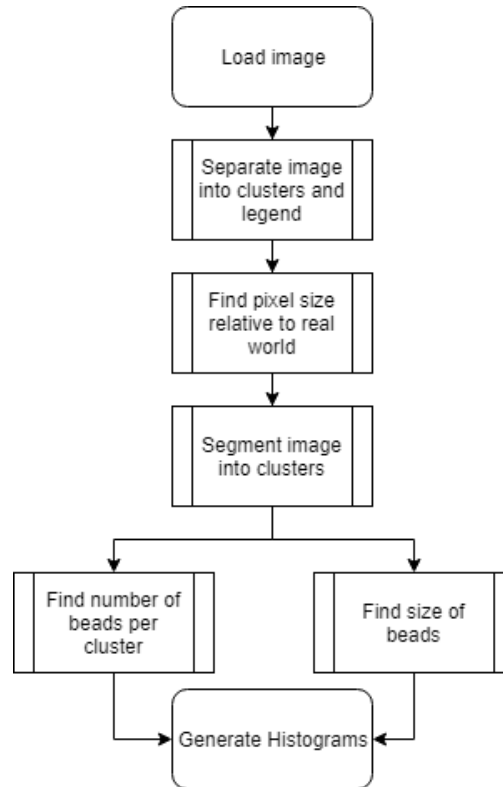 Load image
Separate image
into clusters and
legend
Find pixel size
relative to real
world
Segment image
into clusters
Find number of
beads per
cluster
Find size of
beads
Generate Histograms